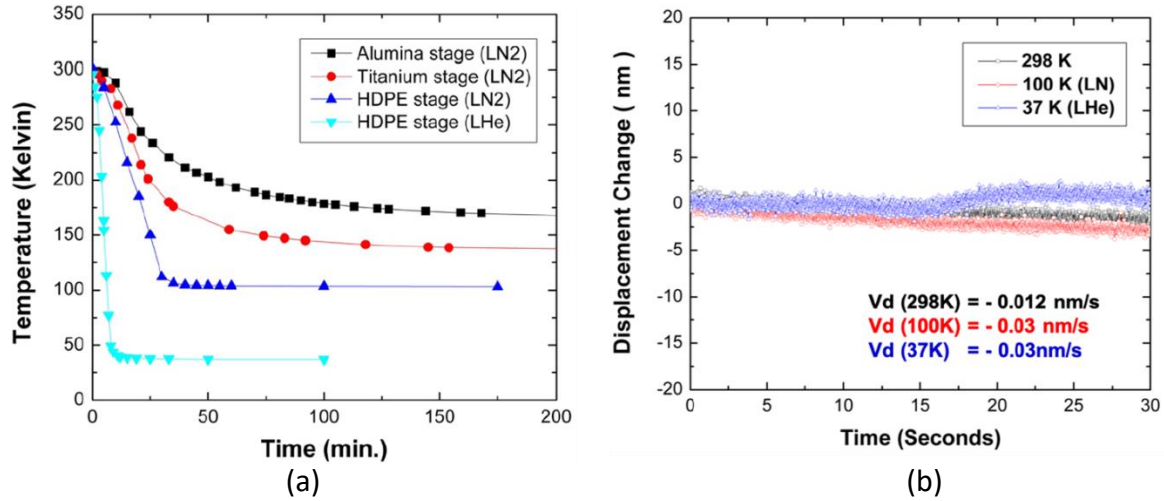 Alumina stage (LN2)
Titanium stage (LN2)
HDPE stage (LN2)
HDPE stage (LHe)
Temperature (Kelvin)
350
300
250
200
150
100
50
0
0
50
100
150
200
Time (min.)
(a)
298 K
100 K (LN)
37 K (LHe)
Displacement Change ( nm)
20
15
10
5
0
-5
-10
-15
-20
Vd (298K) = - 0.012 nm/s
Vd (100K) = - 0.03 nm/s
Vd (37K) = - 0.03nm/s
0
5
10
15
20
25
30
Time (Seconds)
(b)